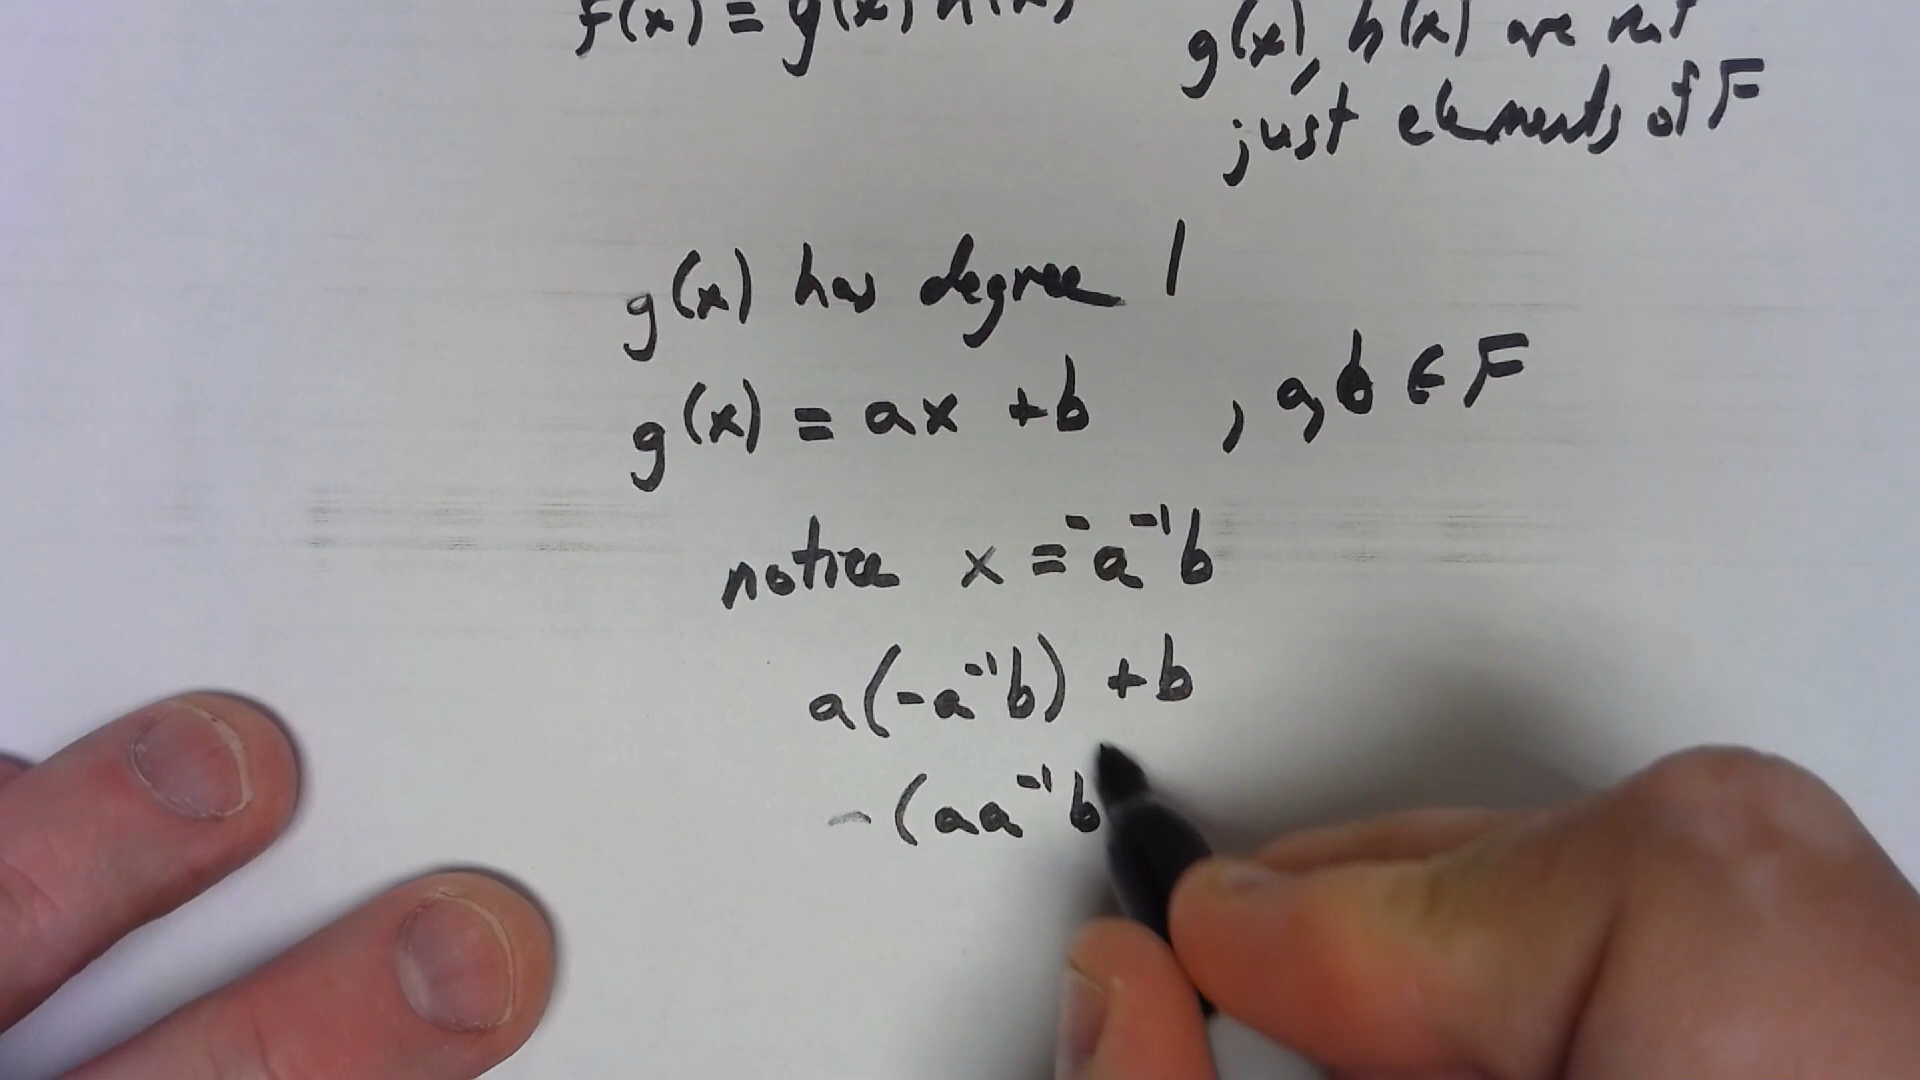 f(x) = g(x) h(x)
g(x), h(x) are not
just elements of F
g(x) has degree 1
g(x) = ax + b , a, b ∈ F
notice x = -a⁻¹b
a(-a⁻¹b) + b
-(aa⁻¹b